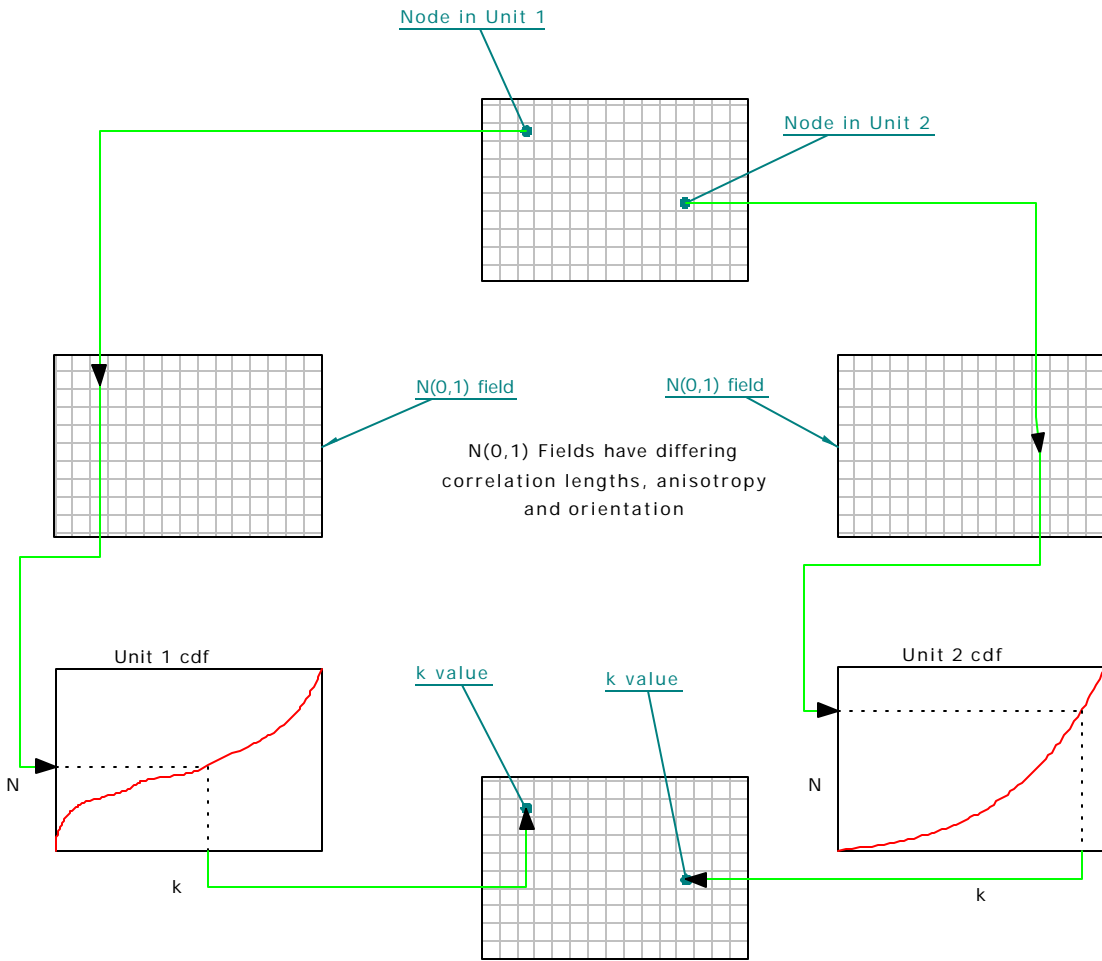 Node in Unit 1
Node in Unit 2
N(0,1) field
N(0,1) field
N(0,1) Fields have differing
correlation lengths, anisotropy
and orientation
Unit 1 cdf
Unit 2 cdf
k value
k value
N
N
k
k